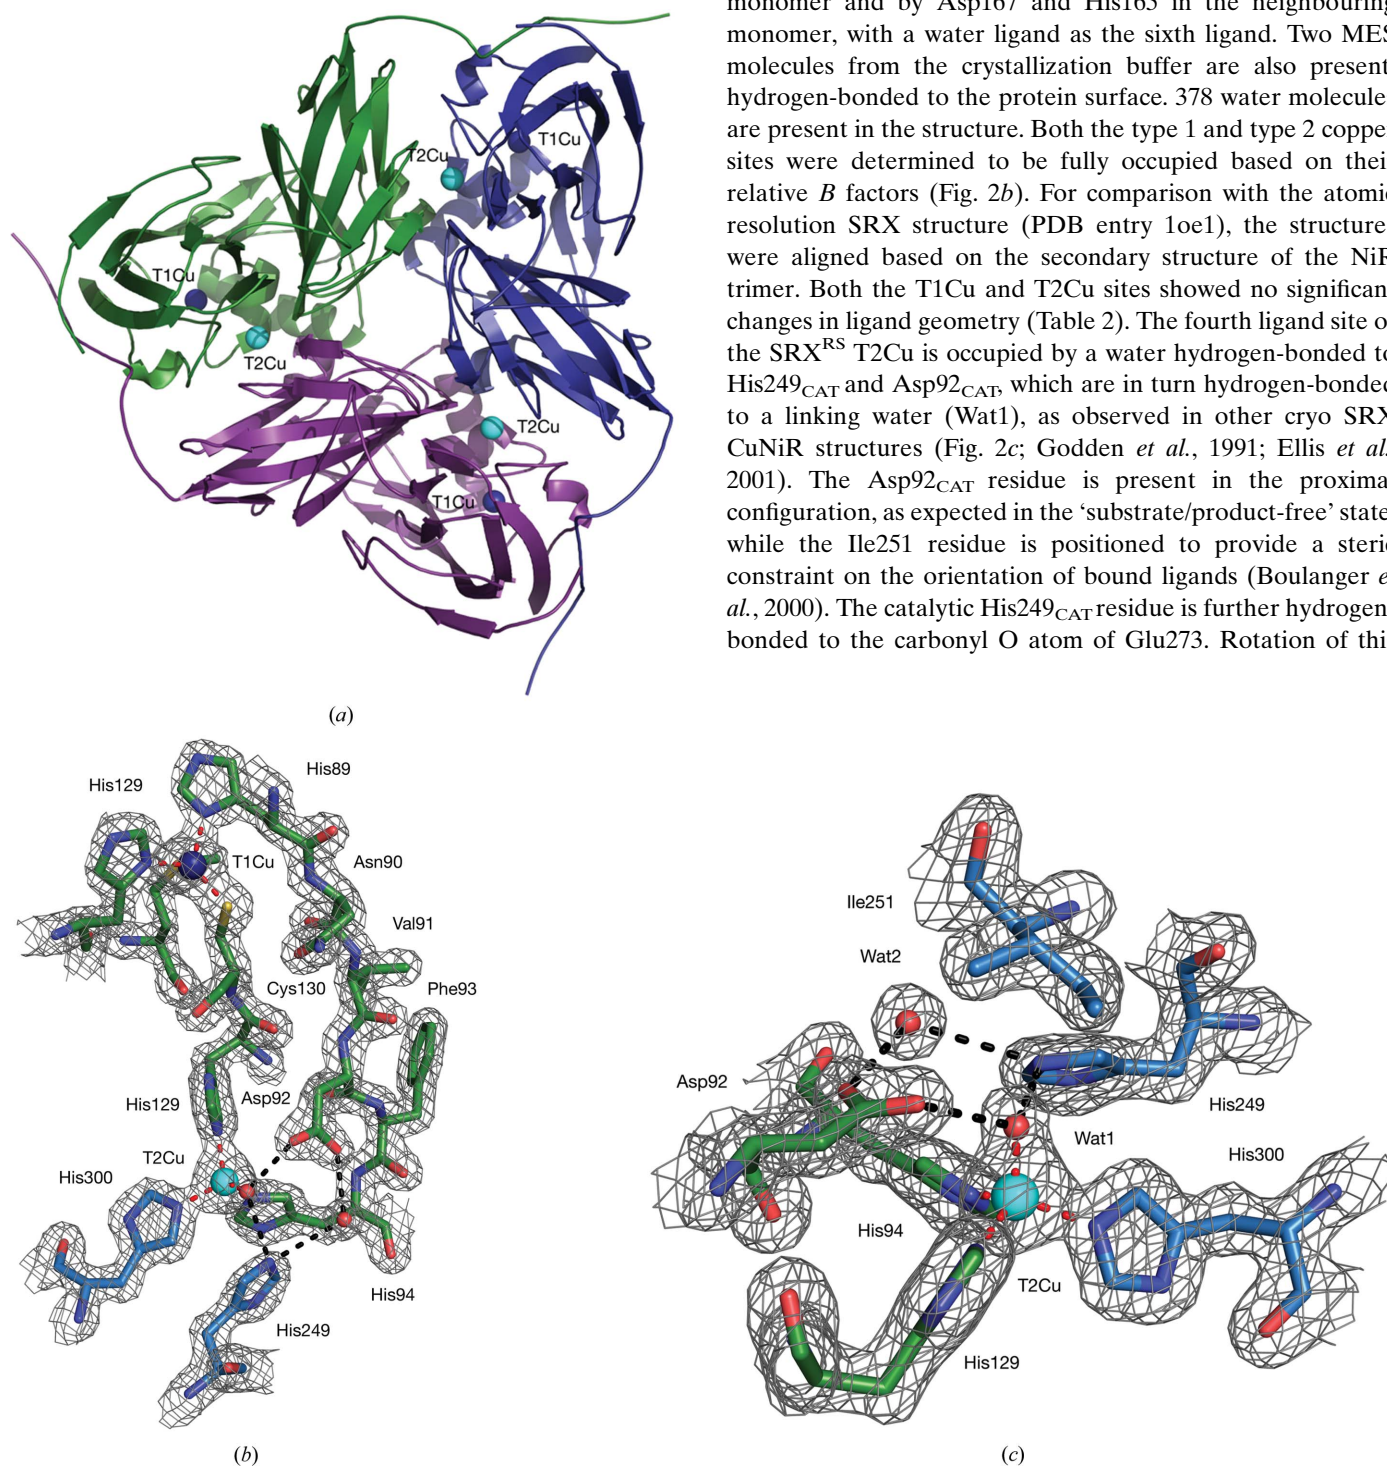 monomer and by Asp167 and His165 in the neighbouring
monomer, with a water ligand as the sixth ligand. Two MES
molecules from the crystallization buffer are also present
hydrogen-bonded to the protein surface. 378 water molecule
are present in the structure. Both the type 1 and type 2 coppe
sites were determined to be fully occupied based on thei
relative B factors (Fig. 2b). For comparison with the atomic
resolution SRX structure (PDB entry 1oe1), the structure
were aligned based on the secondary structure of the NiR
trimer. Both the T1Cu and T2Cu sites showed no significan
changes in ligand geometry (Table 2). The fourth ligand site o
the SRX^RS T2Cu is occupied by a water hydrogen-bonded to
His249CAT and Asp92CAT, which are in turn hydrogen-bonded
to a linking water (Wat1), as observed in other cryo SRX
CuNiR structures (Fig. 2c; Godden et al., 1991; Ellis et al.
2001). The Asp92CAT residue is present in the proxima
configuration, as expected in the ‘substrate/product-free’ state
while the Ile251 residue is positioned to provide a steric
constraint on the orientation of bound ligands (Boulanger e
al., 2000). The catalytic His249CAT residue is further hydrogen
bonded to the carbonyl O atom of Glu273. Rotation of thi
T1Cu
T2Cu
T1Cu
T2Cu
T2Cu
T1Cu
(a)
His89
His129
T1Cu
Asn90
Val91
Cys130
Phe93
Asp92
His129
T2Cu
His300
His94
His249
(b)
Ile251
Wat2
Asp92
His249
Wat1
His300
His94
T2Cu
His129
(c)